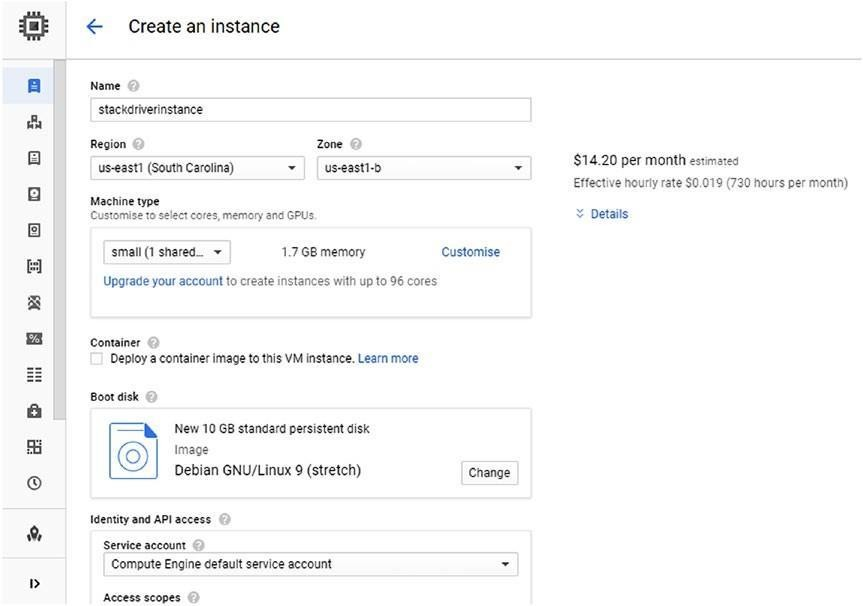 Create an instance
Name
stackdriverinstance
Region Zone
us-east1 (South Carolina) us-east1-b
$14.20 per month estimated
Effective hourly rate $0.019 (730 hours per month)
Details
Machine type
Customise to select cores, memory and GPUs.
small (1 shared... 1.7 GB memory Customise
Upgrade your account to create instances with up to 96 cores
Container
Deploy a container image to this VM instance. Learn more
Boot disk
New 10 GB standard persistent disk
Image
Debian GNU/Linux 9 (stretch)
Change
Identity and API access
Service account
Compute Engine default service account
Access scopes